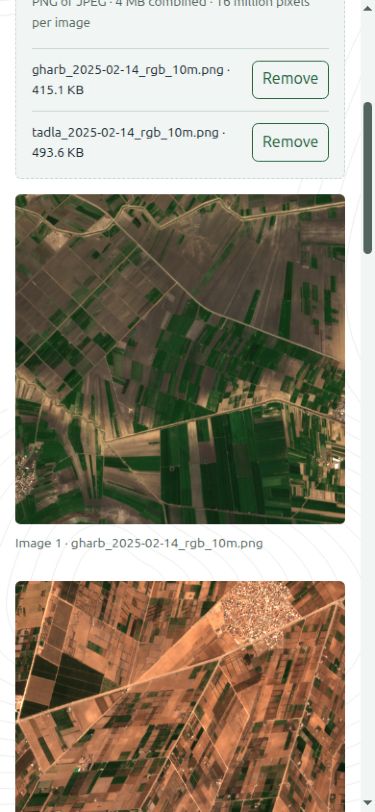 PNG or JPEG · 4 MB combined · 16 million pixels
per image
gharb_2025-02-14_rgb_10m.png ·
415.1 KB
Remove
tadla_2025-02-14_rgb_10m.png ·
493.6 KB
Remove
Image 1 · gharb_2025-02-14_rgb_10m.png